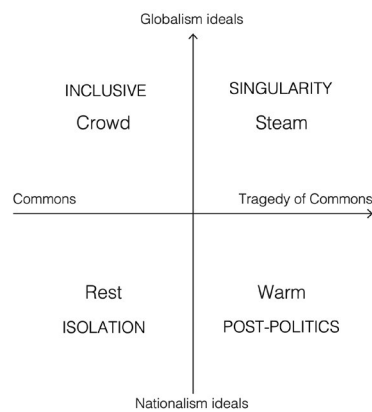 Globalism ideals
INCLUSIVE
Crowd
SINGULARITY
Steam
Commons
Tragedy of Commons
Rest
ISOLATION
Warm
POST-POLITICS
Nationalism ideals